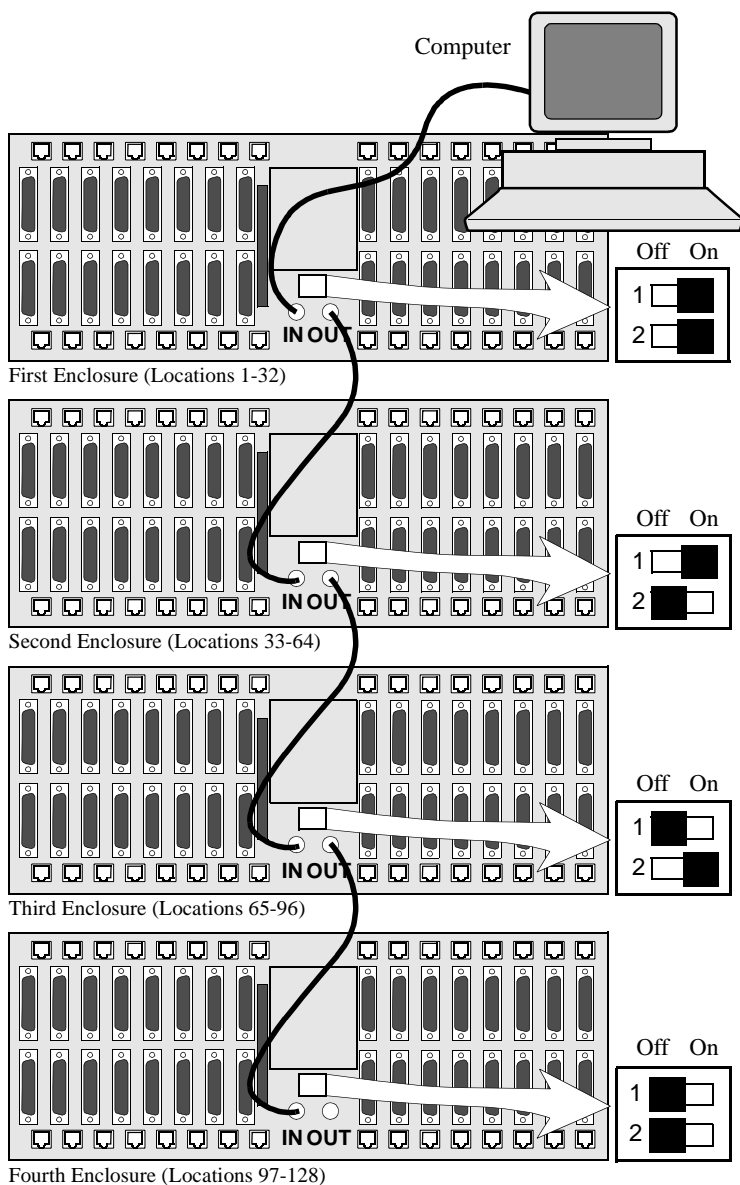 Computer
Off On
1
2
IN OUT
First Enclosure (Locations 1-32)
Off On
1
2
IN OUT
Second Enclosure (Locations 33-64)
Off On
1
2
IN OUT
Third Enclosure (Locations 65-96)
Off On
1
2
IN OUT
Fourth Enclosure (Locations 97-128)